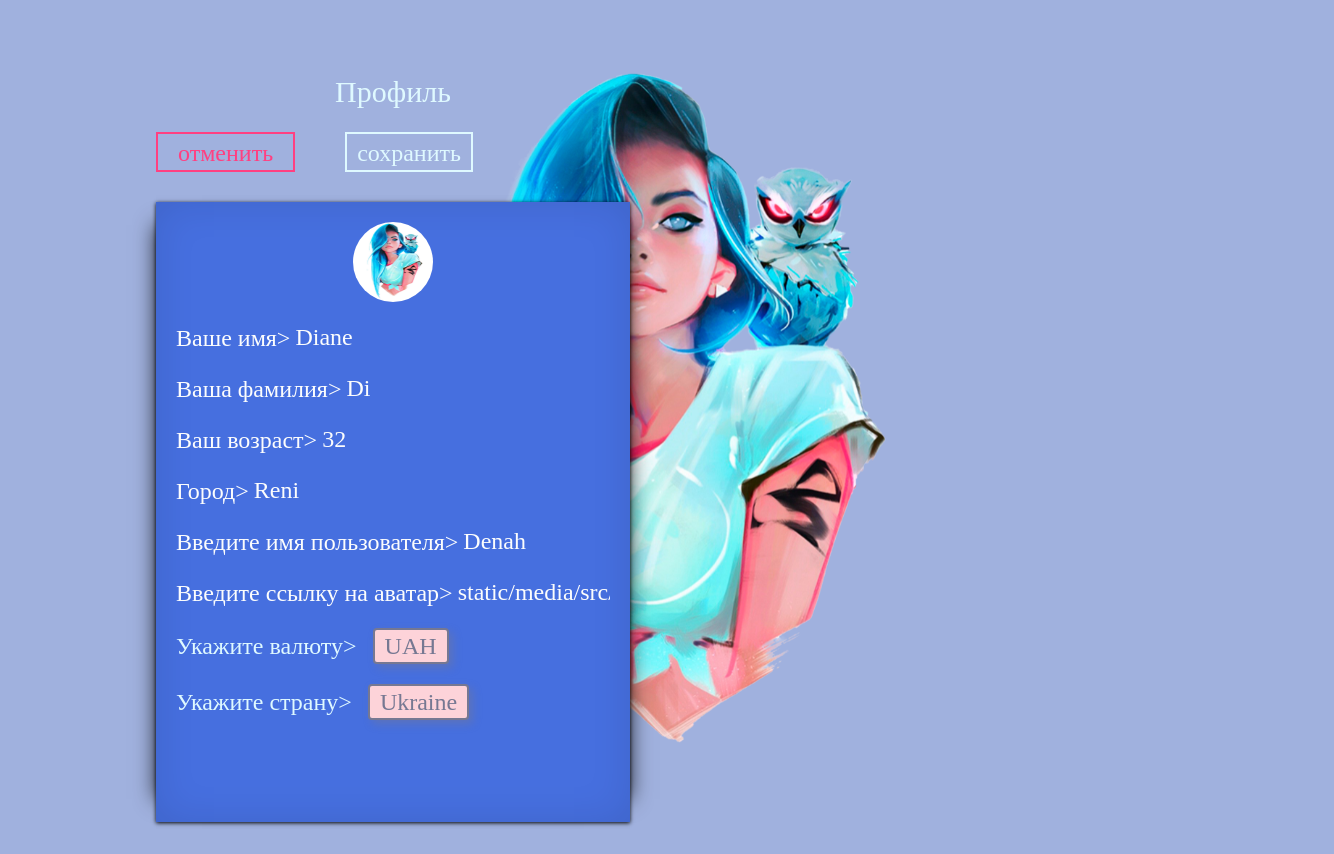 Профиль
отменить
сохранить
Ваше имя> Diane
Ваша фамилия> Di
Ваш возраст> 32
Город> Reni
Введите имя пользователя> Denah
Введите ссылку на аватар> static/media/src.
Укажите валюту> UAH
Укажите страну> Ukraine